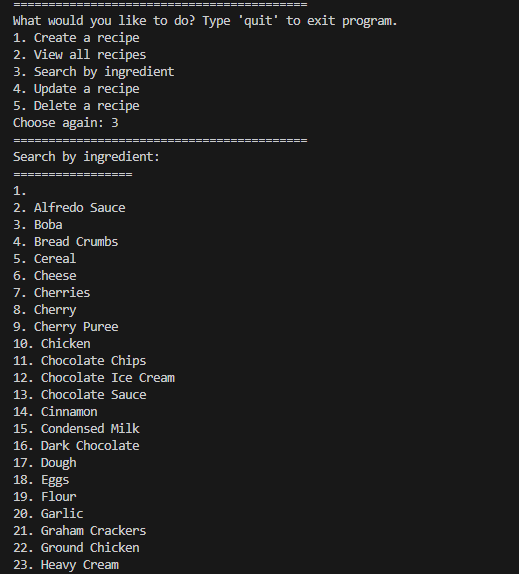 ==========================================
What would you like to do? Type 'quit' to exit program.
1. Create a recipe
2. View all recipes
3. Search by ingredient
4. Update a recipe
5. Delete a recipe
Choose again: 3
==========================================
Search by ingredient:
=================
1.
2. Alfredo Sauce
3. Boba
4. Bread Crumbs
5. Cereal
6. Cheese
7. Cherries
8. Cherry
9. Cherry Puree
10. Chicken
11. Chocolate Chips
12. Chocolate Ice Cream
13. Chocolate Sauce
14. Cinnamon
15. Condensed Milk
16. Dark Chocolate
17. Dough
18. Eggs
19. Flour
20. Garlic
21. Graham Crackers
22. Ground Chicken
23. Heavy Cream